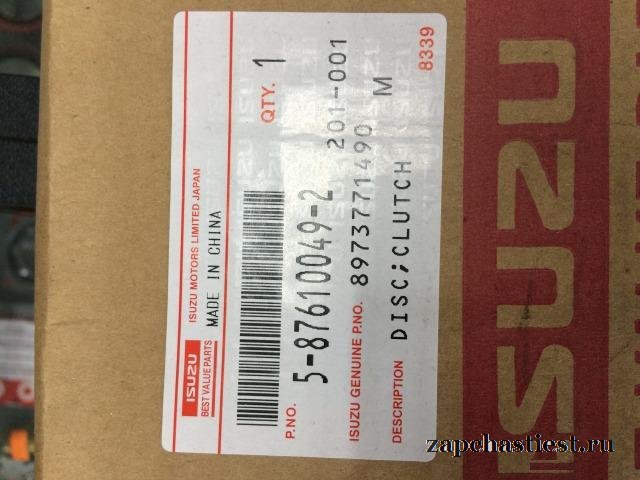 ISUZU
BEST VALUE PARTS
ISUZU MOTORS LIMITED JAPAN
MADE IN CHINA
QTY. 1
P.NO. 5-87610049-2
201-001
ISUZU GENUINE P.NO. 8973771490 M
DESCRIPTION DISC;CLUTCH
8339
ISUZU
zapchastiest.ru